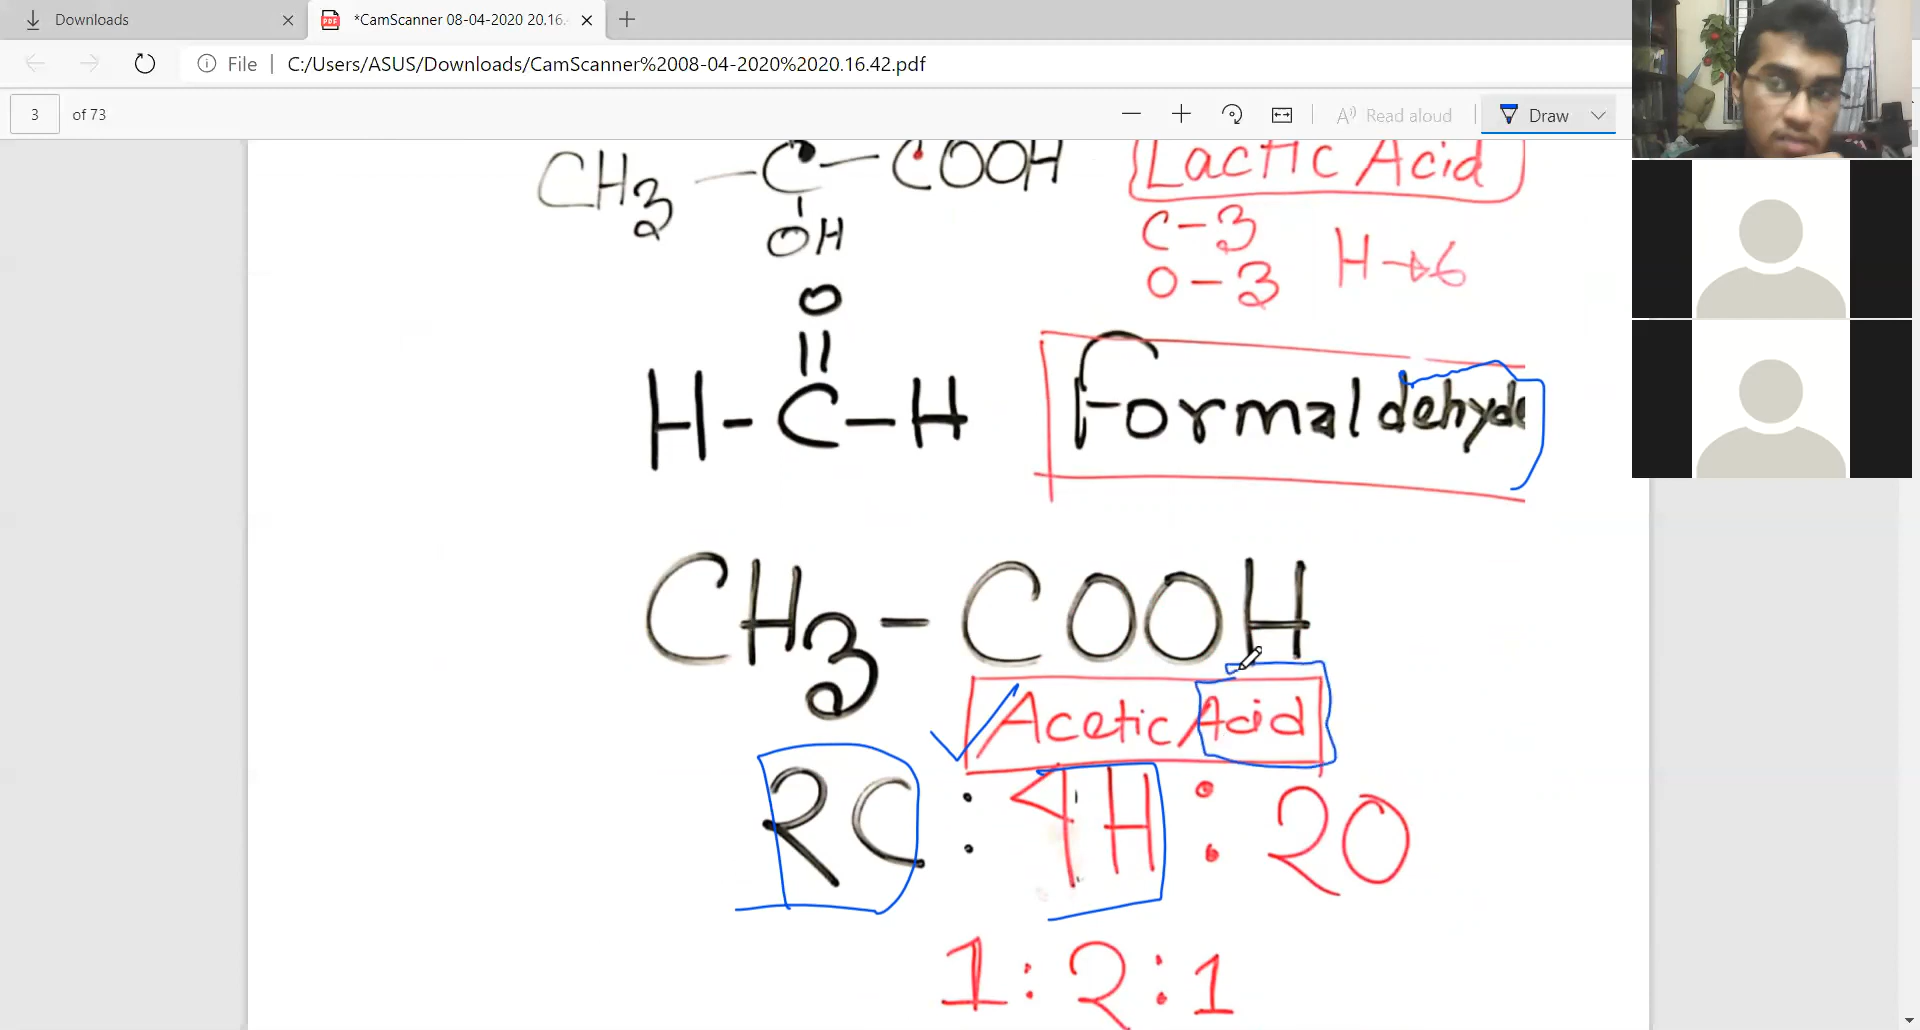 Downloads
*CamScanner 08-04-2020 20.16.
File
C:/Users/ASUS/Downloads/CamScanner%2008-04-2020%2020.16.42.pdf
3 of 73
Read aloud
Draw
CH3 — C — COOH
OH
Lactic Acid
C - 3
O - 3
H → 6
O
||
H - C - H
Formaldehyde
CH3 - COOH
Acetic Acid
2C : 4H : 2O
1 : 2 : 1